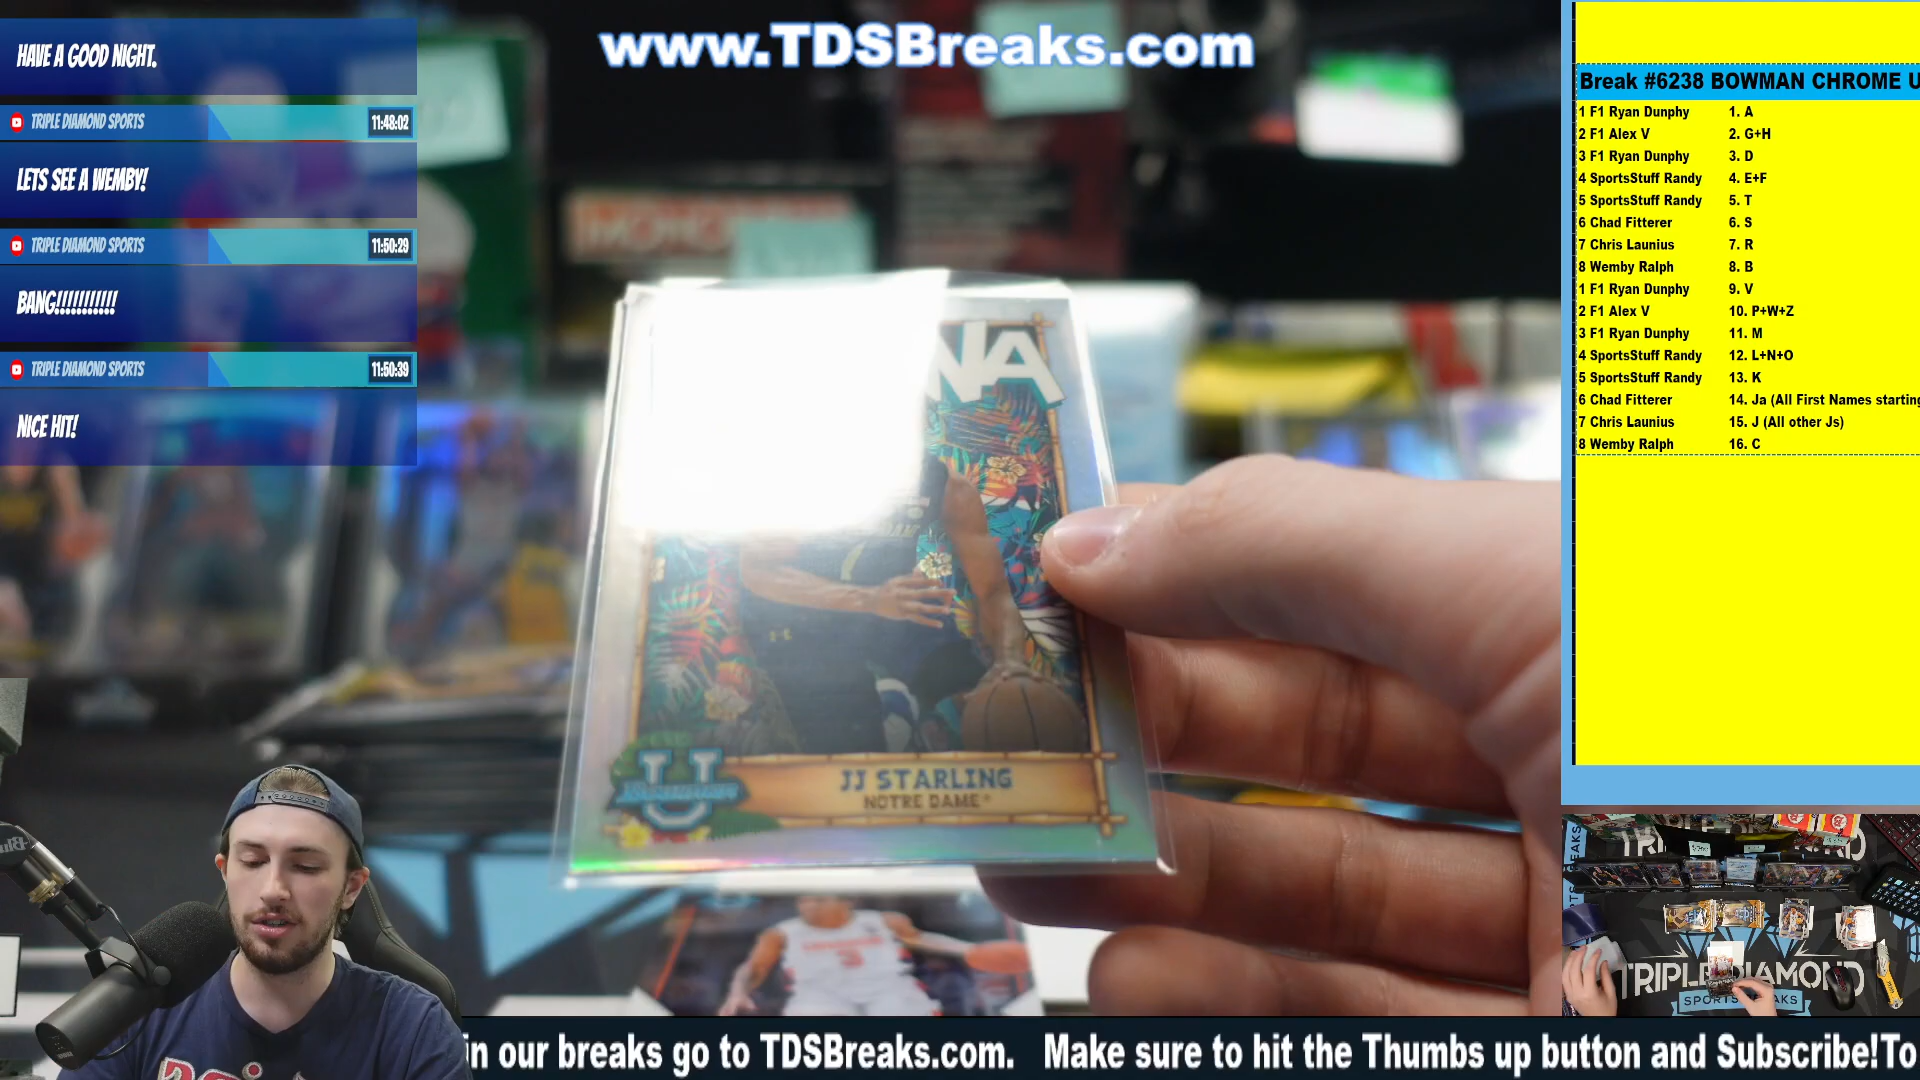 www.TDSBreaks.com
HAVE A GOOD NIGHT.
TRIPLE DIAMOND SPORTS 11:48:02
LETS SEE A WEMBY!
TRIPLE DIAMOND SPORTS 11:50:29
BANG!!!!!!!!!!!
TRIPLE DIAMOND SPORTS 11:50:39
NICE HIT!
JJ STARLING
NOTRE DAME
Break #6238 BOWMAN CHROME U
1 F1 Ryan Dunphy 1. A
2 F1 Alex V 2. G+H
3 F1 Ryan Dunphy 3. D
4 SportsStuff Randy 4. E+F
5 SportsStuff Randy 5. T
6 Chad Fitterer 6. S
7 Chris Launius 7. R
8 Wemby Ralph 8. B
1 F1 Ryan Dunphy 9. V
2 F1 Alex V 10. P+W+Z
3 F1 Ryan Dunphy 11. M
4 SportsStuff Randy 12. L+N+O
5 SportsStuff Randy 13. K
6 Chad Fitterer 14. Ja (All First Names starting
7 Chris Launius 15. J (All other Js)
8 Wemby Ralph 16. C
TRIPLE DIAMOND
SPORTS BREAKS
in our breaks go to TDSBreaks.com. Make sure to hit the Thumbs up button and Subscribe!To